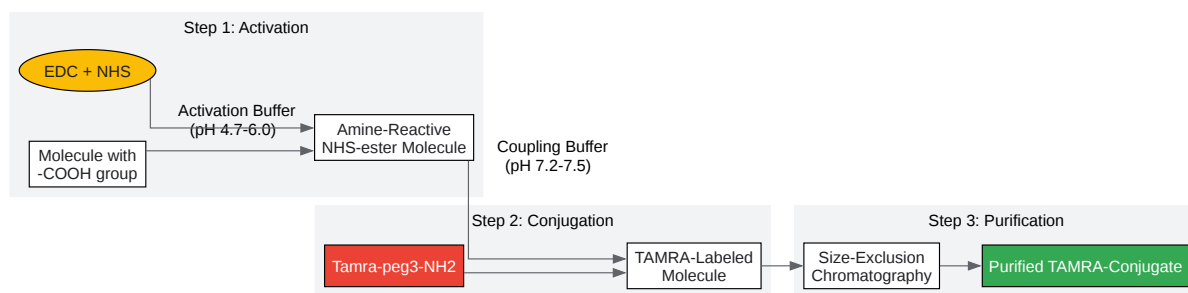 Step 1: Activation
EDC + NHS
Activation Buffer
(pH 4.7-6.0)
Molecule with
-COOH group
Amine-Reactive
NHS-ester Molecule
Coupling Buffer
(pH 7.2-7.5)
Step 2: Conjugation
Tamra-peg3-NH2
TAMRA-Labeled
Molecule
Step 3: Purification
Size-Exclusion
Chromatography
Purified TAMRA-Conjugate